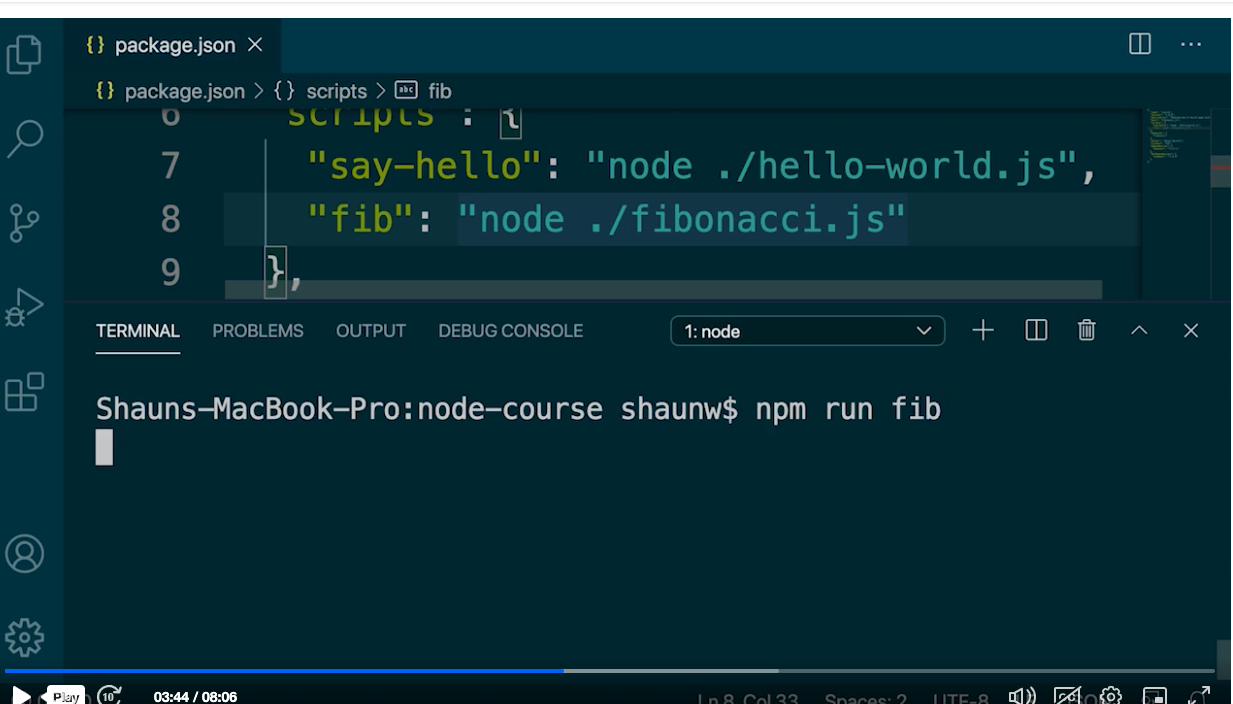 {} package.json ×
{} package.json > {} scripts > abc fib
6 scripts : {
7 "say-hello": "node ./hello-world.js",
8 "fib": "node ./fibonacci.js"
9 },
TERMINAL PROBLEMS OUTPUT DEBUG CONSOLE 1: node
Shauns-MacBook-Pro:node-course shaunw$ npm run fib
Play 10 03:44 / 08:06 Ln 8, Col 33 Spaces: 2 UTF-8